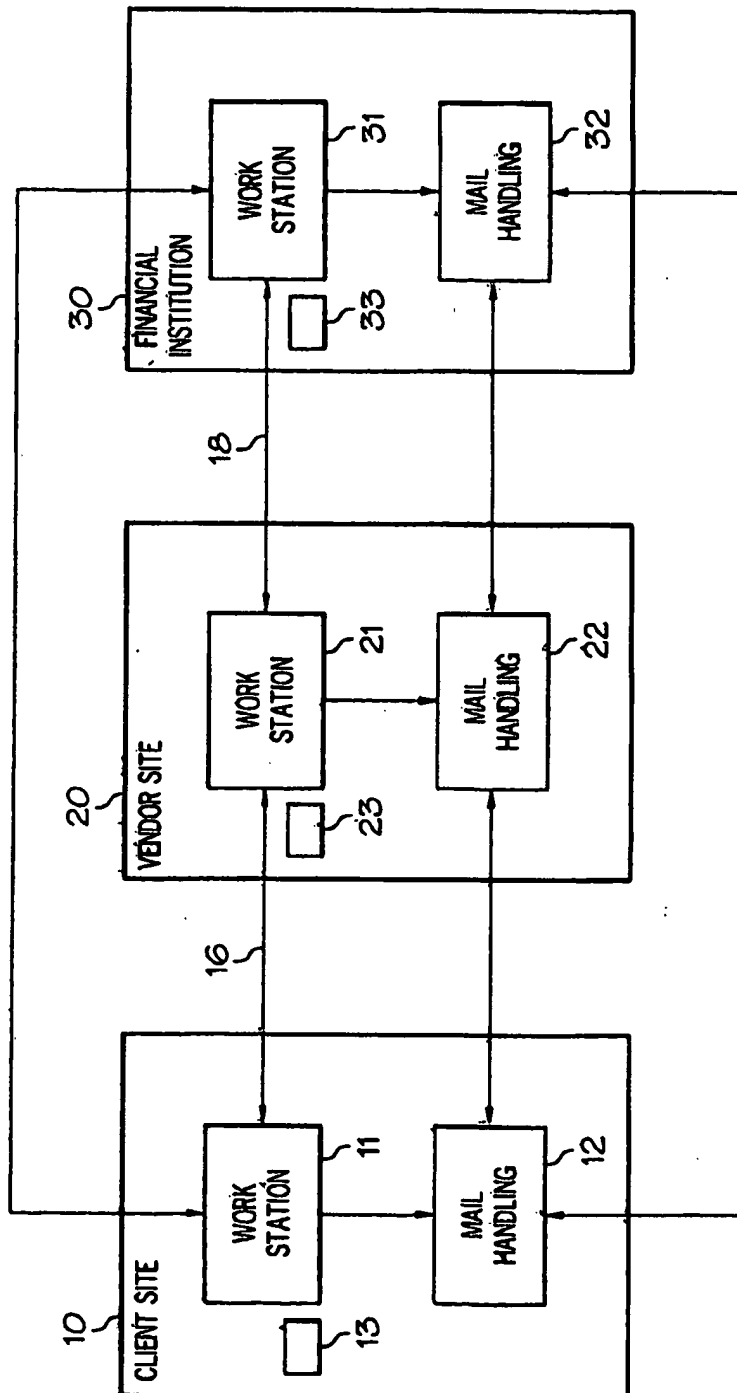 10
CLIENT SITE
WORK
STATION
11
13
MAIL
HANDLING
12
16
20
VENDOR SITE
WORK
STATION
21
23
MAIL
HANDLING
22
18
30
FINANCIAL
INSTITUTION
WORK
STATION
31
33
MAIL
HANDLING
32